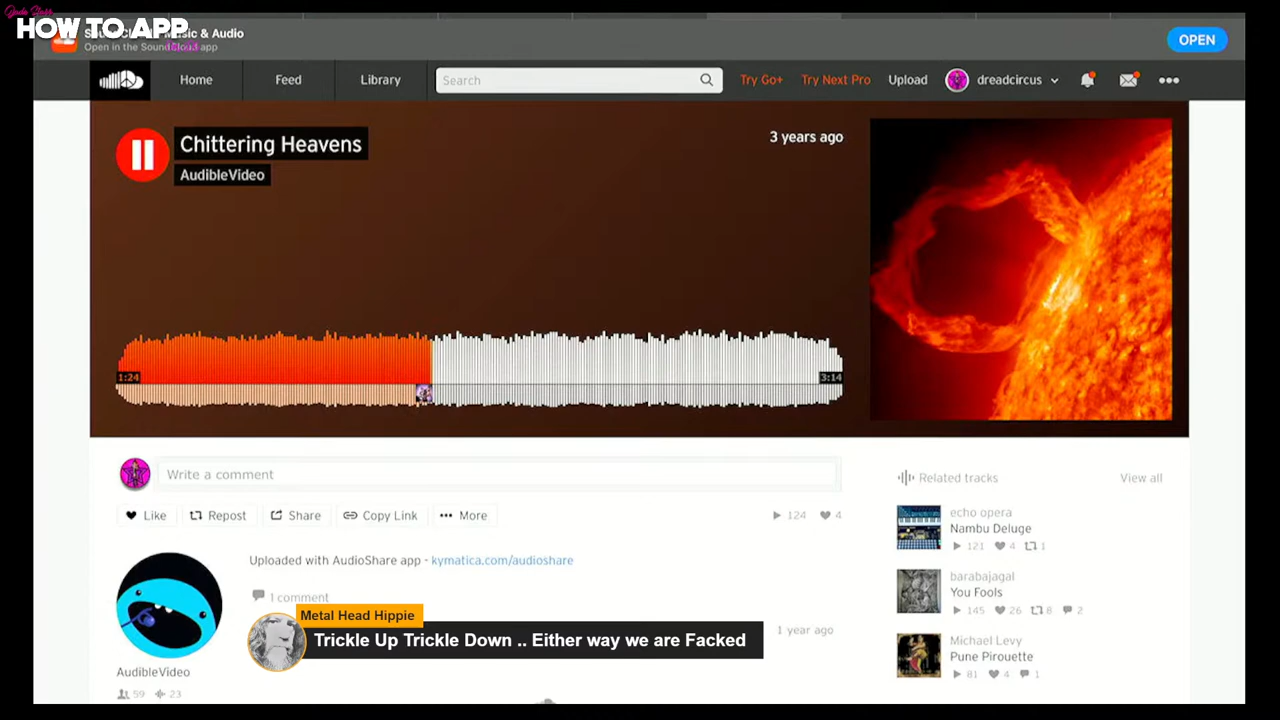 Jade Starr
HOW TO APP
Music & Audio
Open in the SoundCloud app
OPEN
Home
Feed
Library
Search
Try Go+
Try Next Pro
Upload
dreadcircus
Chittering Heavens
AudibleVideo
3 years ago
1:24
3:14
Write a comment
Like
Repost
Share
Copy Link
More
124
4
Uploaded with AudioShare app - kymatica.com/audioshare
1 comment
Metal Head Hippie
Trickle Up Trickle Down .. Either way we are Facked
1 year ago
AudibleVideo
59 23
Related tracks
View all
echo opera
Nambu Deluge
121 4 1
barabajagal
You Fools
145 26 8 2
Michael Levy
Pune Pirouette
81 4 1